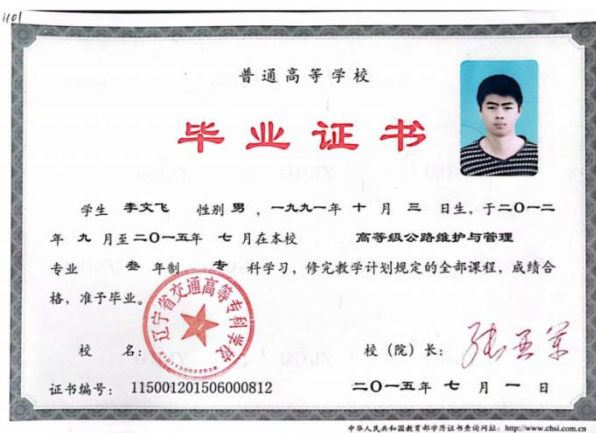 1101
普通高等学校
毕业证书
学生 李文飞 性别 男 ，一九九一年 十 月 三 日生，于二〇一二
年 九 月至二〇一五年 七 月在本校 高等级公路维护与管理
专业 叁 年制 专 科学习，修完教学计划规定的全部课程，成绩合
格，准予毕业。
辽宁省交通高等专科学校
校 名： 校（院）长：
证书编号： 115001201506000812 二〇一五年 七 月 一 日
中华人民共和国教育部学历证书查询网址：http://www.chsi.com.cn